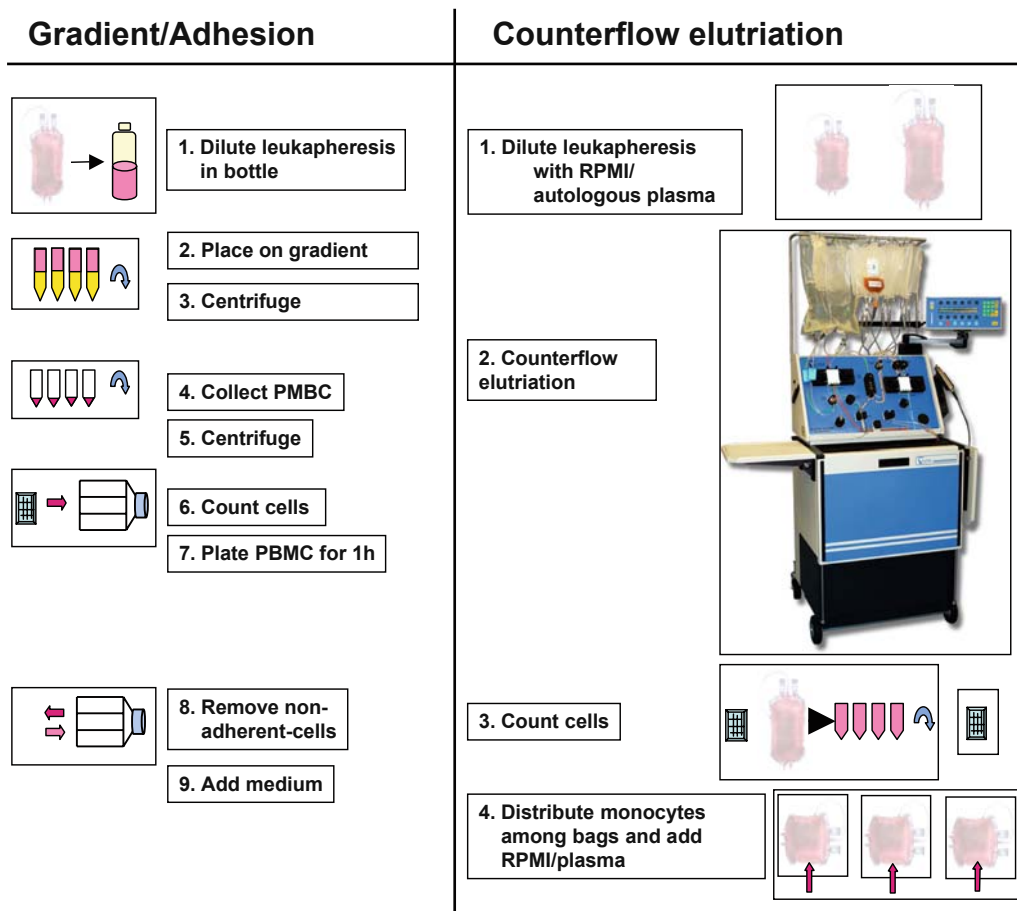 Gradient/Adhesion
Counterflow elutriation
1. Dilute leukapheresis
in bottle
2. Place on gradient
3. Centrifuge
4. Collect PMBC
5. Centrifuge
6. Count cells
7. Plate PBMC for 1h
8. Remove non-
adherent-cells
9. Add medium
1. Dilute leukapheresis
with RPMI/
autologous plasma
2. Counterflow
elutriation
3. Count cells
4. Distribute monocytes
among bags and add
RPMI/plasma